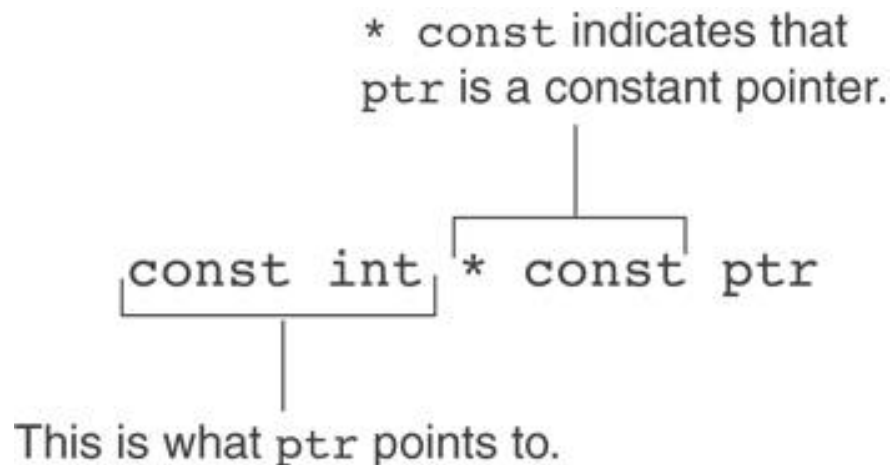 * const indicates that
ptr is a constant pointer.
const int * const ptr
This is what ptr points to.